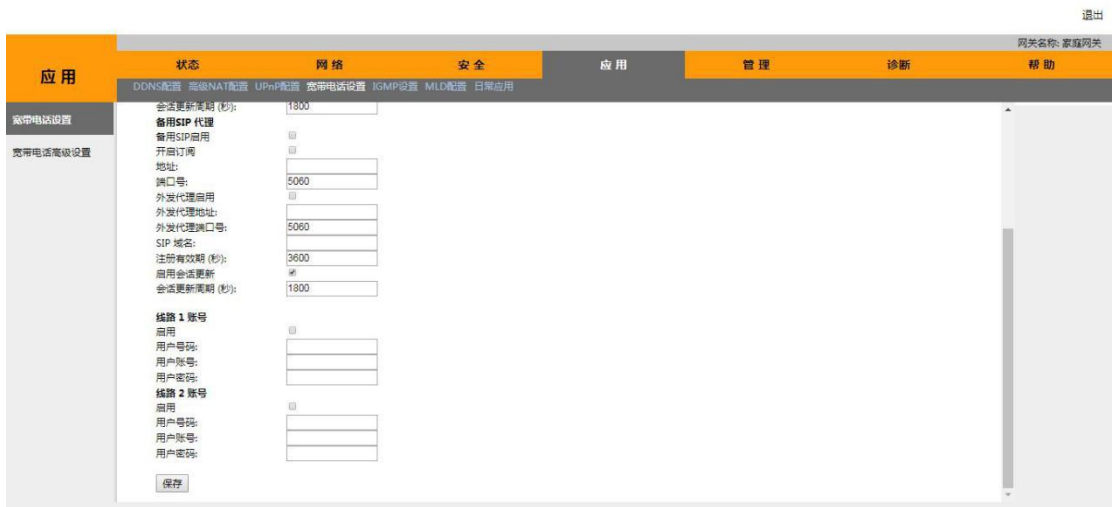 退出
网关名称: 家庭网关
应用
状态 网络 安全 应用 管理 诊断 帮助
DDNS配置 高级NAT配置 UPnP配置 宽带电话设置 IGMP设置 MLD配置 日常应用
宽带电话设置
宽带电话高级设置
会话更新周期 (秒): 1800
备用SIP 代理
备用SIP启用
开启订阅
地址:
端口号: 5060
外发代理启用
外发代理地址:
外发代理端口号: 5060
SIP 域名:
注册有效期 (秒): 3600
启用会话更新
会话更新周期 (秒): 1800
线路 1 账号
启用
用户号码:
用户账号:
用户密码:
线路 2 账号
启用
用户号码:
用户账号:
用户密码:
保存